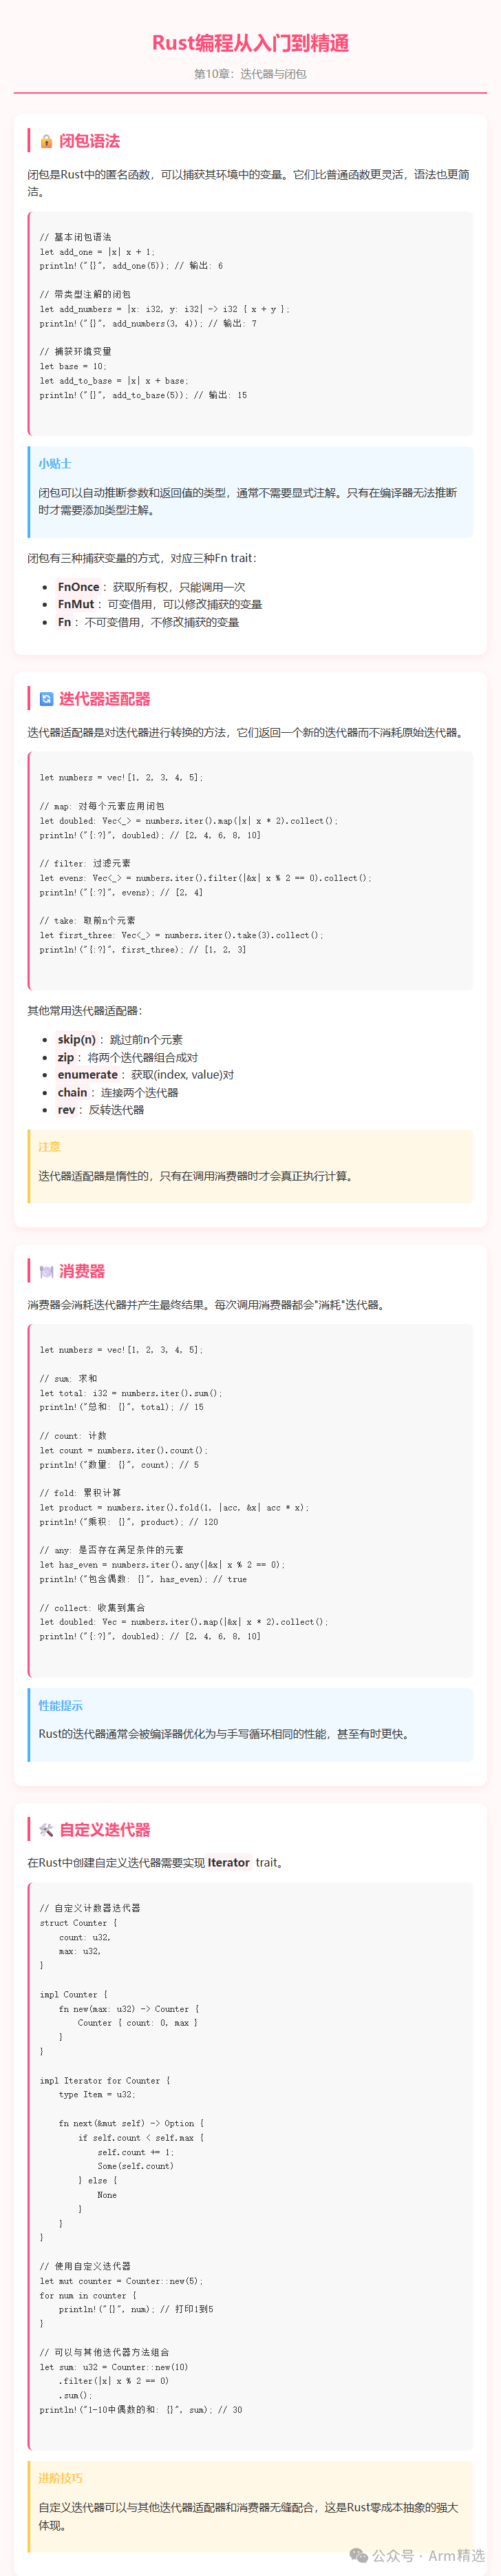 Rust编程从入门到精通
第10章：迭代器与闭包
🔒 闭包语法
闭包是Rust中的匿名函数，可以捕获其环境中的变量。它们比普通函数更灵活，语法也更简
洁。
// 基本闭包语法
let add_one = |x| x + 1;
println!("{}", add_one(5)); // 输出: 6
// 带类型注解的闭包
let add_numbers = |x: i32, y: i32| -> i32 { x + y };
println!("{}", add_numbers(3, 4)); // 输出: 7
// 捕获环境变量
let base = 10;
let add_to_base = |x| x + base;
println!("{}", add_to_base(5)); // 输出: 15
小贴士
闭包可以自动推断参数和返回值的类型，通常不需要显式注解。只有在编译器无法推断
时才需要添加类型注解。
闭包有三种捕获变量的方式，对应三种Fn trait：
• FnOnce：获取所有权，只能调用一次
• FnMut：可变借用，可以修改捕获的变量
• Fn：不可变借用，不修改捕获的变量
🔄 迭代器适配器
迭代器适配器是对迭代器进行转换的方法，它们返回一个新的迭代器而不消耗原始迭代器。
let numbers = vec![1, 2, 3, 4, 5];
// map: 对每个元素应用闭包
let doubled: Vec<_> = numbers.iter().map(|x| x * 2).collect();
println!("{:?}", doubled); // [2, 4, 6, 8, 10]
// filter: 过滤元素
let evens: Vec<_> = numbers.iter().filter(|&x| x % 2 == 0).collect();
println!("{:?}", evens); // [2, 4]
// take: 取前n个元素
let first_three: Vec<_> = numbers.iter().take(3).collect();
println!("{:?}", first_three); // [1, 2, 3]
其他常用迭代器适配器：
• skip(n)：跳过前n个元素
• zip：将两个迭代器组合成对
• enumerate：获取(index, value)对
• chain：连接两个迭代器
• rev：反转迭代器
注意
迭代器适配器是惰性的，只有在调用消费器时才会真正执行计算。
🍽️ 消费器
消费器会消耗迭代器并产生最终结果。每次调用消费器都会"消耗"迭代器。
let numbers = vec![1, 2, 3, 4, 5];
// sum: 求和
let total: i32 = numbers.iter().sum();
println!("总和: {}", total); // 15
// count: 计数
let count = numbers.iter().count();
println!("数量: {}", count); // 5
// fold: 累积计算
let product = numbers.iter().fold(1, |acc, &x| acc * x);
println!("乘积: {}", product); // 120
// any: 是否存在满足条件的元素
let has_even = numbers.iter().any(|&x| x % 2 == 0);
println!("包含偶数: {}", has_even); // true
// collect: 收集到集合
let doubled: Vec = numbers.iter().map(|&x| x * 2).collect();
println!("{:?}", doubled); // [2, 4, 6, 8, 10]
性能提示
Rust的迭代器通常会被编译器优化为与手写循环相同的性能，甚至有时更快。
🛠️ 自定义迭代器
在Rust中创建自定义迭代器需要实现 Iterator trait。
// 自定义计数器迭代器
struct Counter {
    count: u32,
    max: u32,
}
impl Counter {
    fn new(max: u32) -> Counter {
        Counter { count: 0, max }
    }
}
impl Iterator for Counter {
    type Item = u32;
    fn next(&mut self) -> Option {
        if self.count < self.max {
            self.count += 1;
            Some(self.count)
        } else {
            None
        }
    }
}
// 使用自定义迭代器
let mut counter = Counter::new(5);
for num in counter {
    println!("{}", num); // 打印1到5
}
// 可以与其他迭代器方法组合
let sum: u32 = Counter::new(10)
    .filter(|x| x % 2 == 0)
    .sum();
println!("1-10中偶数的和: {}", sum); // 30
进阶技巧
自定义迭代器可以与其他迭代器适配器和消费器无缝配合，这是Rust零成本抽象的强大
体现。
公众号 · Arm精选